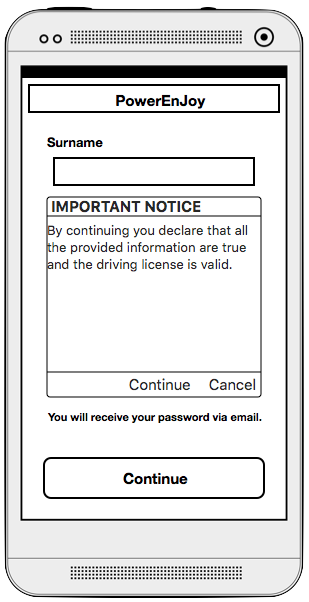 PowerEnJoy
Surname
IMPORTANT NOTICE
By continuing you declare that all
the provided information are true
and the driving license is valid.
Continue Cancel
You will receive your password via email.
Continue